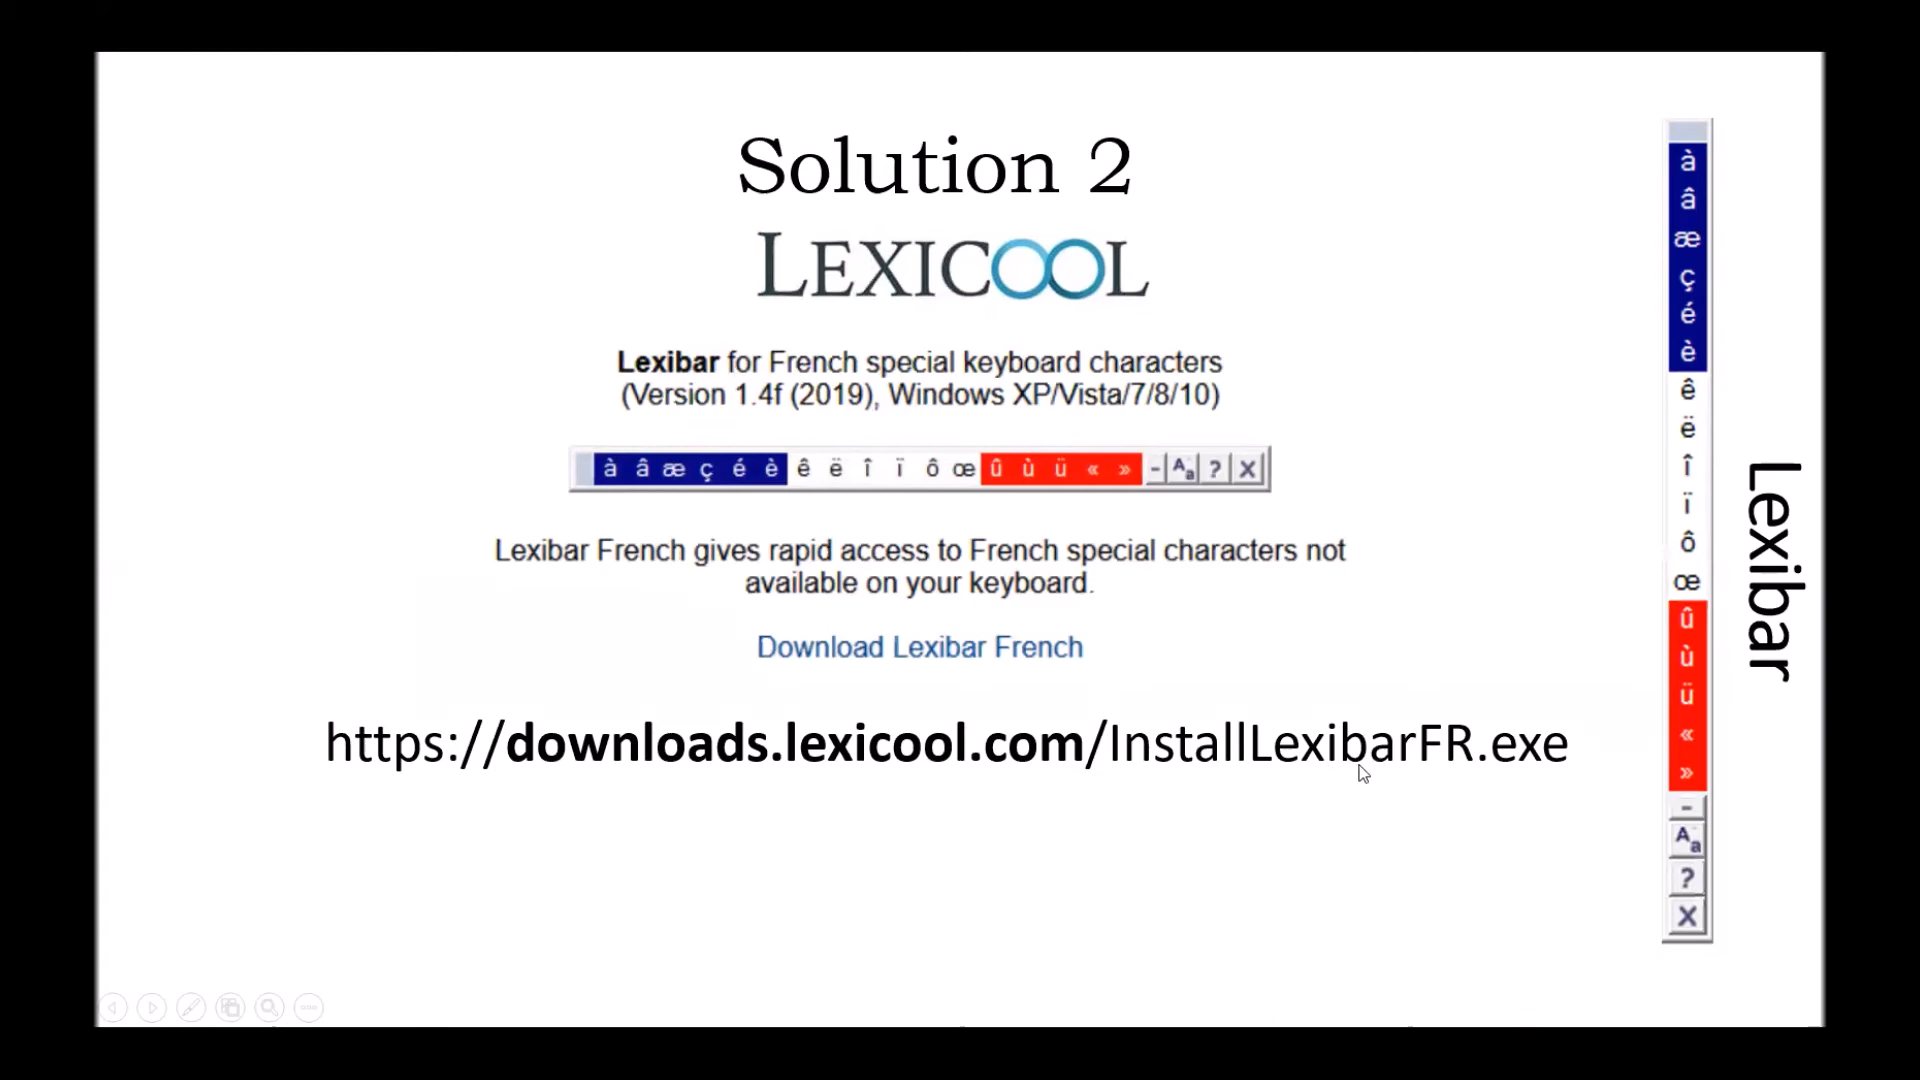 Solution 2
LEXICOOL
Lexibar for French special keyboard characters
(Version 1.4f (2019), Windows XP/Vista/7/8/10)
à â æ ç é è ê ë î ï ô œ û ù ü « » - Aa ? X
Lexibar French gives rapid access to French special characters not
available on your keyboard.
Download Lexibar French
https://downloads.lexicool.com/InstallLexibarFR.exe
à
â
æ
ç
é
è
ê
ë
î
ï
ô
œ
û
ù
ü
«
»
-
Aa
?
X
Lexibar